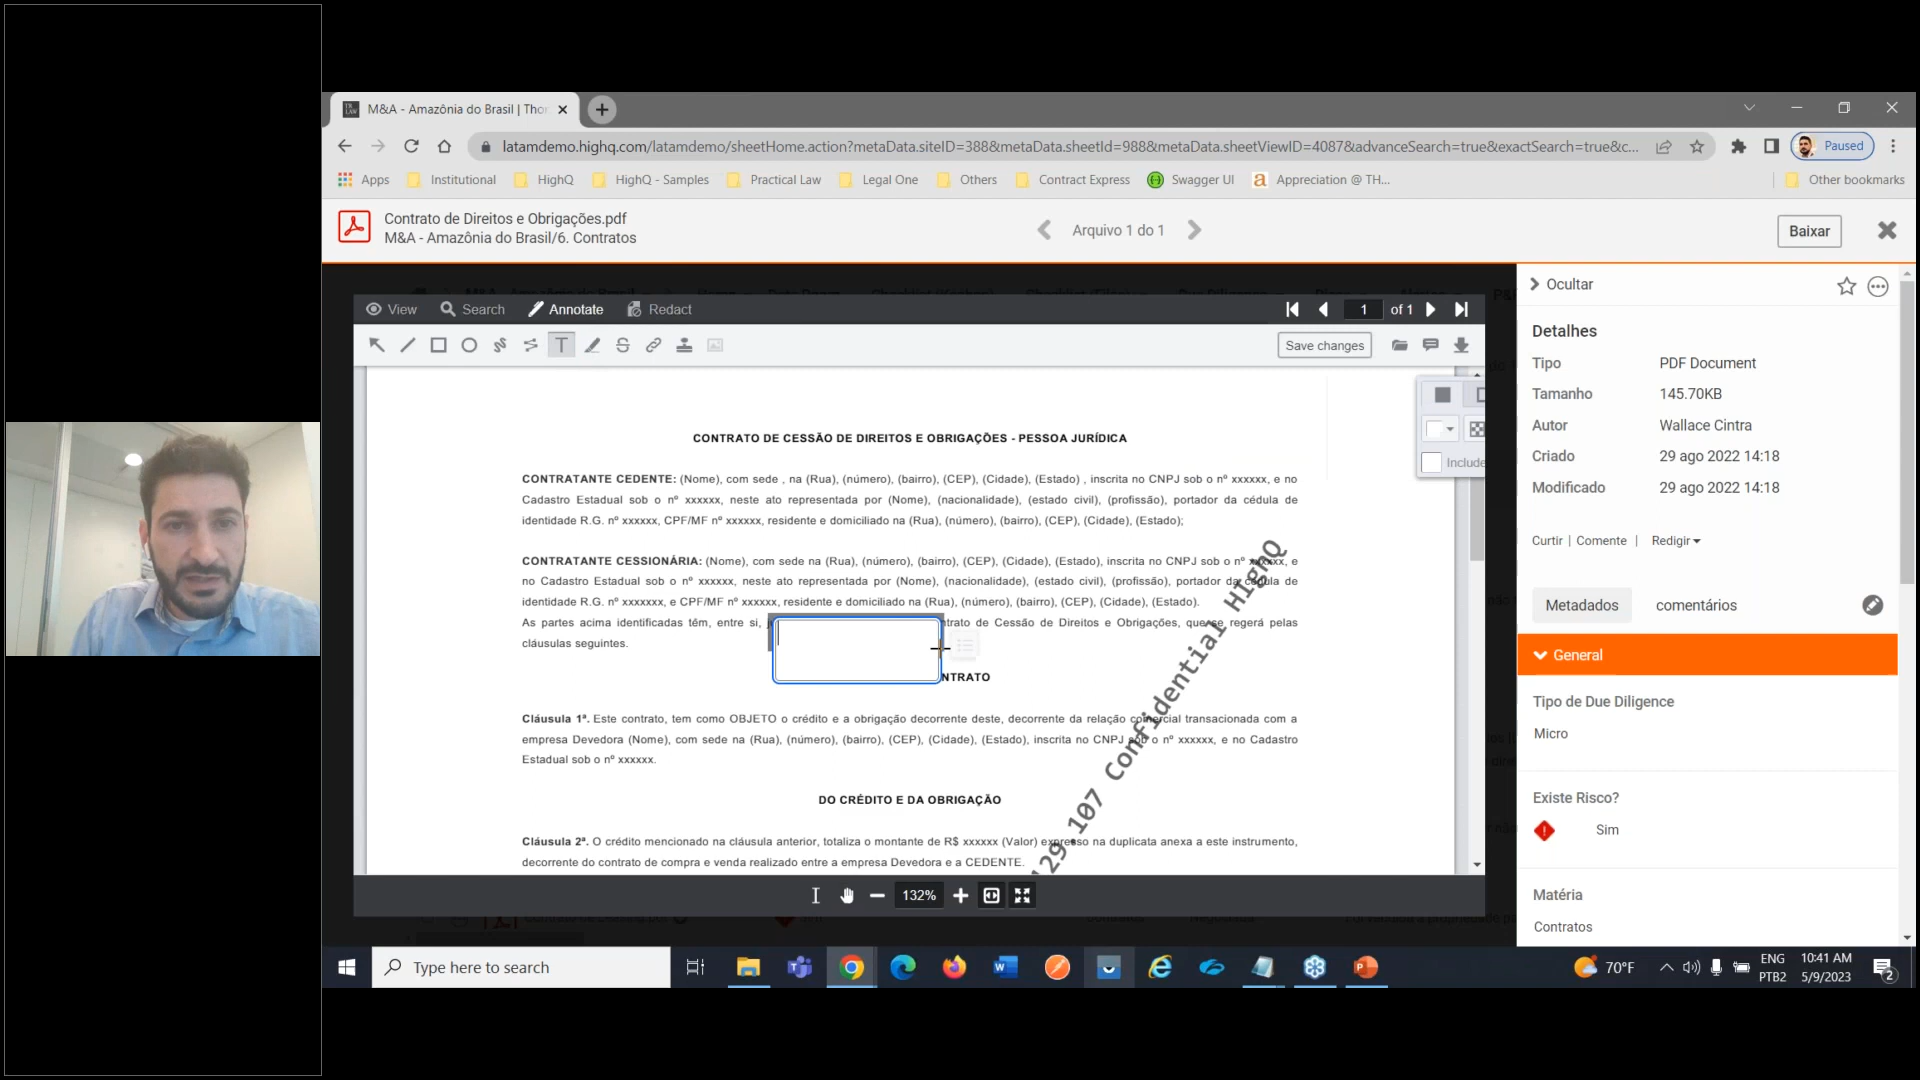 M&A - Amazônia do Brasil | Tho
latamdemo.highq.com/latamdemo/sheetHome.action?metaData.siteID=388&metaData.sheetId=988&metaData.sheetViewID=4087&advanceSearch=true&exactSearch=true&c...
Paused
Apps
Institutional
HighQ
HighQ - Samples
Practical Law
Legal One
Others
Contract Express
Swagger UI
Appreciation @ TH...
Other bookmarks
Contrato de Direitos e Obrigações.pdf
M&A - Amazônia do Brasil/6. Contratos
Arquivo 1 do 1
Baixar
View
Search
Annotate
Redact
1 of 1
Save changes
Include
CONTRATO DE CESSÃO DE DIREITOS E OBRIGAÇÕES - PESSOA JURÍDICA
CONTRATANTE CEDENTE: (Nome), com sede , na (Rua), (número), (bairro), (CEP), (Cidade), (Estado) , inscrita no CNPJ sob o nº xxxxxx, e no
Cadastro Estadual sob o nº xxxxxx, neste ato representada por (Nome), (nacionalidade), (estado civil), (profissão), portador da cédula de
identidade R.G. nº xxxxxx, CPF/MF nº xxxxxx, residente e domiciliado na (Rua), (número), (bairro), (CEP), (Cidade), (Estado);
CONTRATANTE CESSIONÁRIA: (Nome), com sede na (Rua), (número), (bairro), (CEP), (Cidade), (Estado), inscrita no CNPJ sob o nº xxxxxx, e
no Cadastro Estadual sob o nº xxxxxx, neste ato representada por (Nome), (nacionalidade), (estado civil), (profissão), portador da cédula de
identidade R.G. nº xxxxxxx, e CPF/MF nº xxxxxx, residente e domiciliado na (Rua), (número), (bairro), (CEP), (Cidade), (Estado).
As partes acima identificadas têm, entre si, trato de Cessão de Direitos e Obrigações, que se regerá pelas
cláusulas seguintes.
NTRATO
Cláusula 1ª. Este contrato, tem como OBJETO o crédito e a obrigação decorrente deste, decorrente da relação comercial transacionada com a
empresa Devedora (Nome), com sede na (Rua), (número), (bairro), (CEP), (Cidade), (Estado), inscrita no CNPJ sob o nº xxxxxx, e no Cadastro
Estadual sob o nº xxxxxx.
DO CRÉDITO E DA OBRIGAÇÃO
Cláusula 2ª. O crédito mencionado na cláusula anterior, totaliza o montante de R$ xxxxxx (Valor) expresso na duplicata anexa a este instrumento,
decorrente do contrato de compra e venda realizado entre a empresa Devedora e a CEDENTE.
129.107 Confidential HighQ
132%
Ocultar
Detalhes
Tipo PDF Document
Tamanho 145.70KB
Autor Wallace Cintra
Criado 29 ago 2022 14:18
Modificado 29 ago 2022 14:18
Curtir | Comente | Redigir
Metadados
comentários
General
Tipo de Due Diligence
Micro
Existe Risco?
Sim
Matéria
Contratos
Type here to search
70°F
ENG
PTB2
10:41 AM
5/9/2023
2